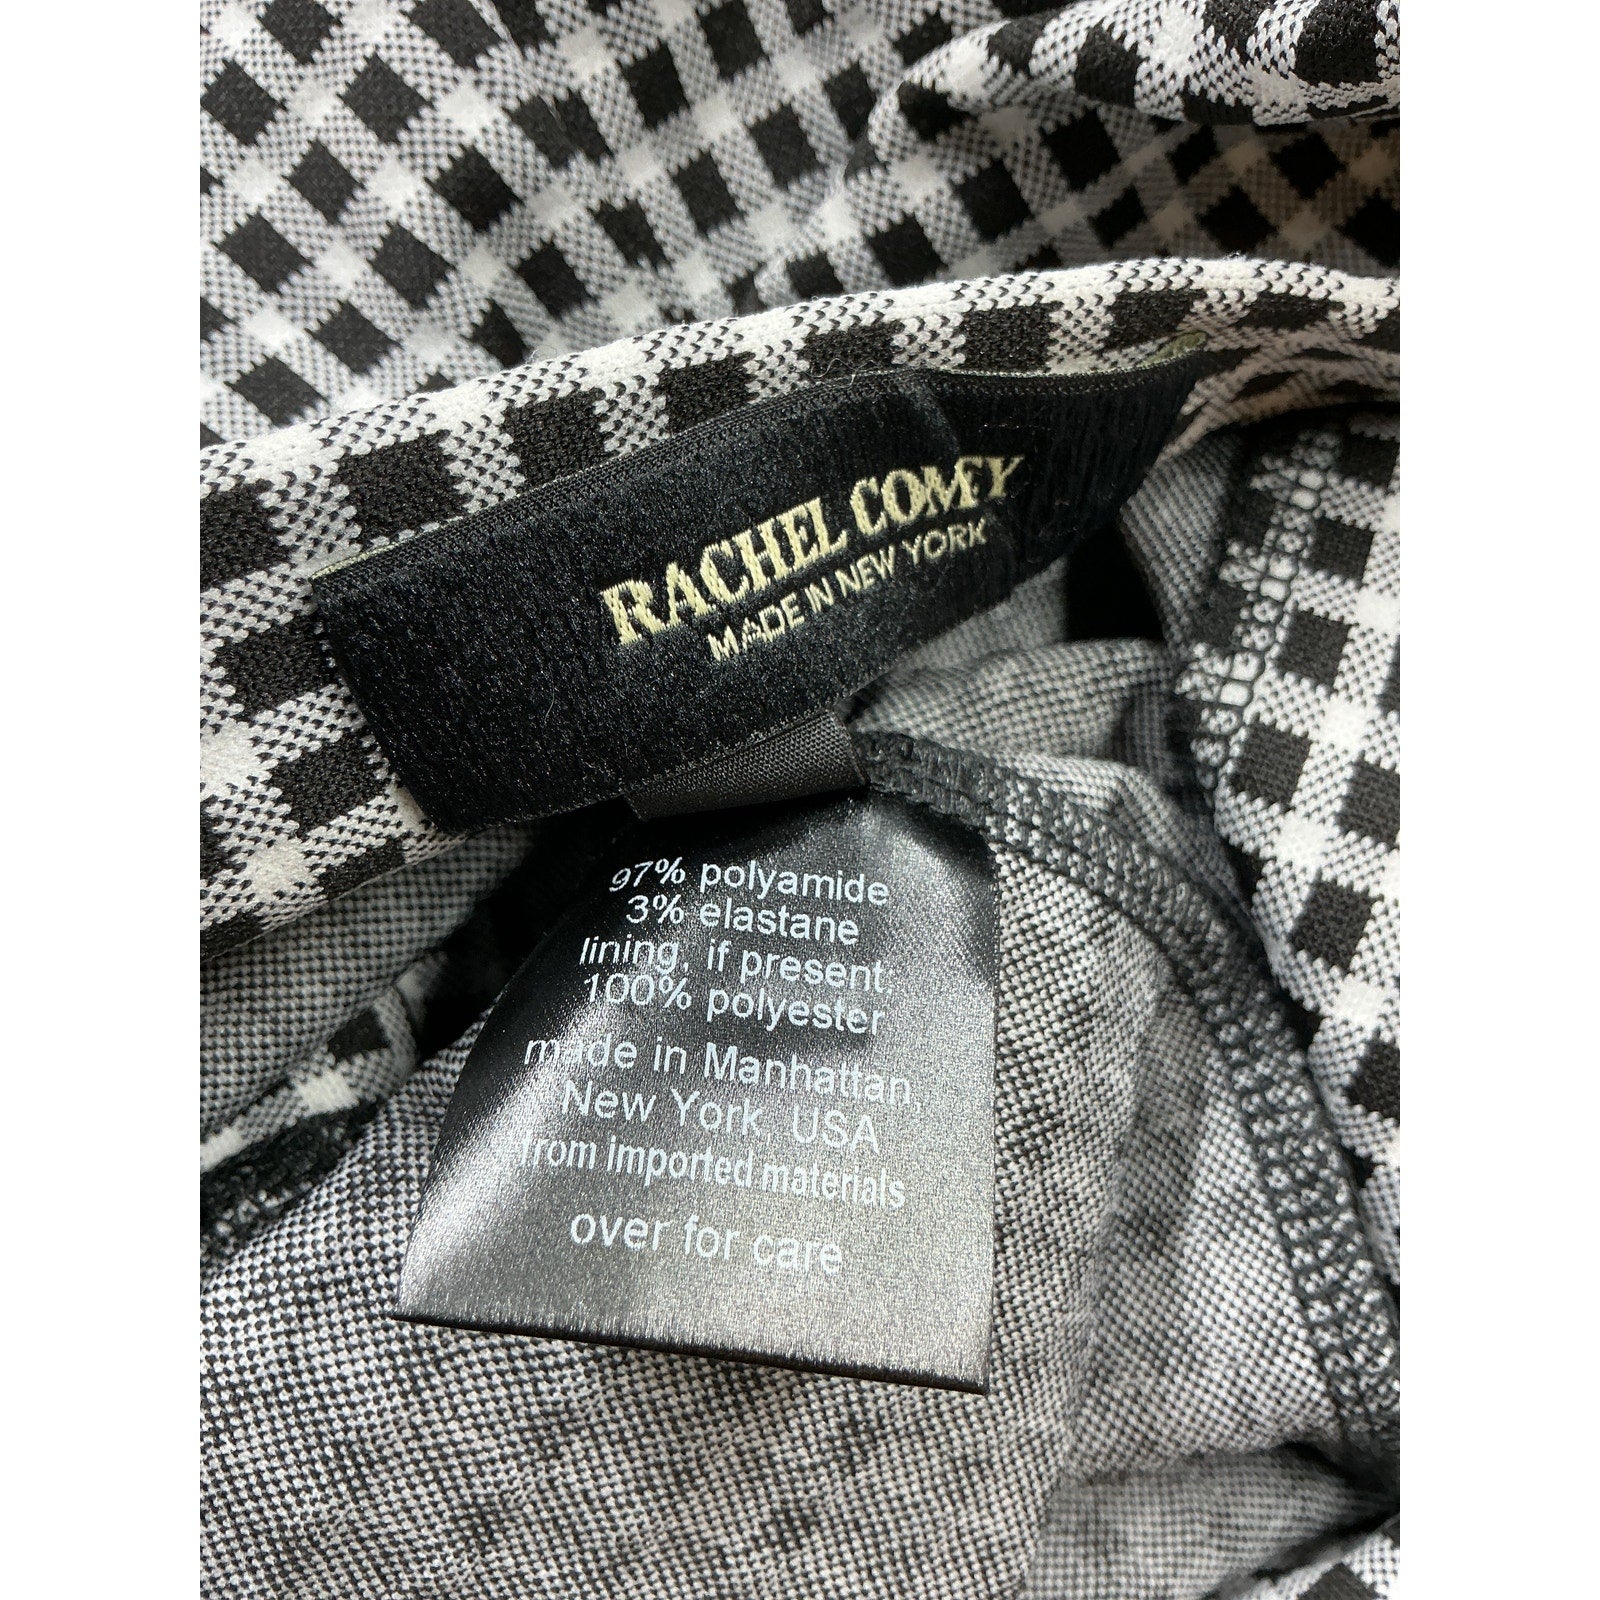 RACHEL COMEY
MADE IN NEW YORK
97% polyamide
3% elastane
lining, if present:
100% polyester
made in Manhattan,
New York, USA
from imported materials
over for care